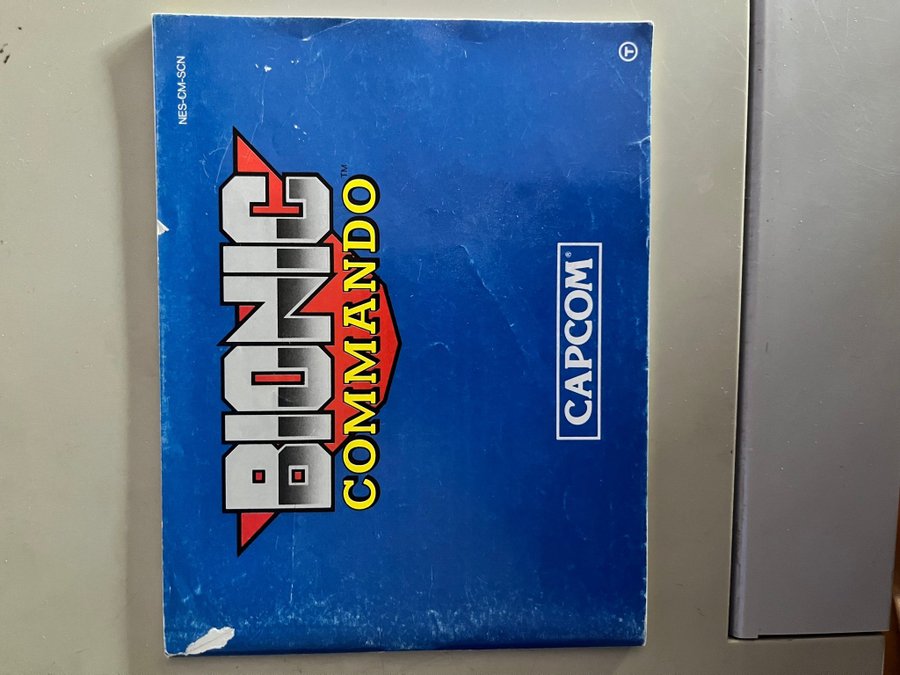 NES-CM-SCN
BIONIC™
COMMANDO
CAPCOM®
T